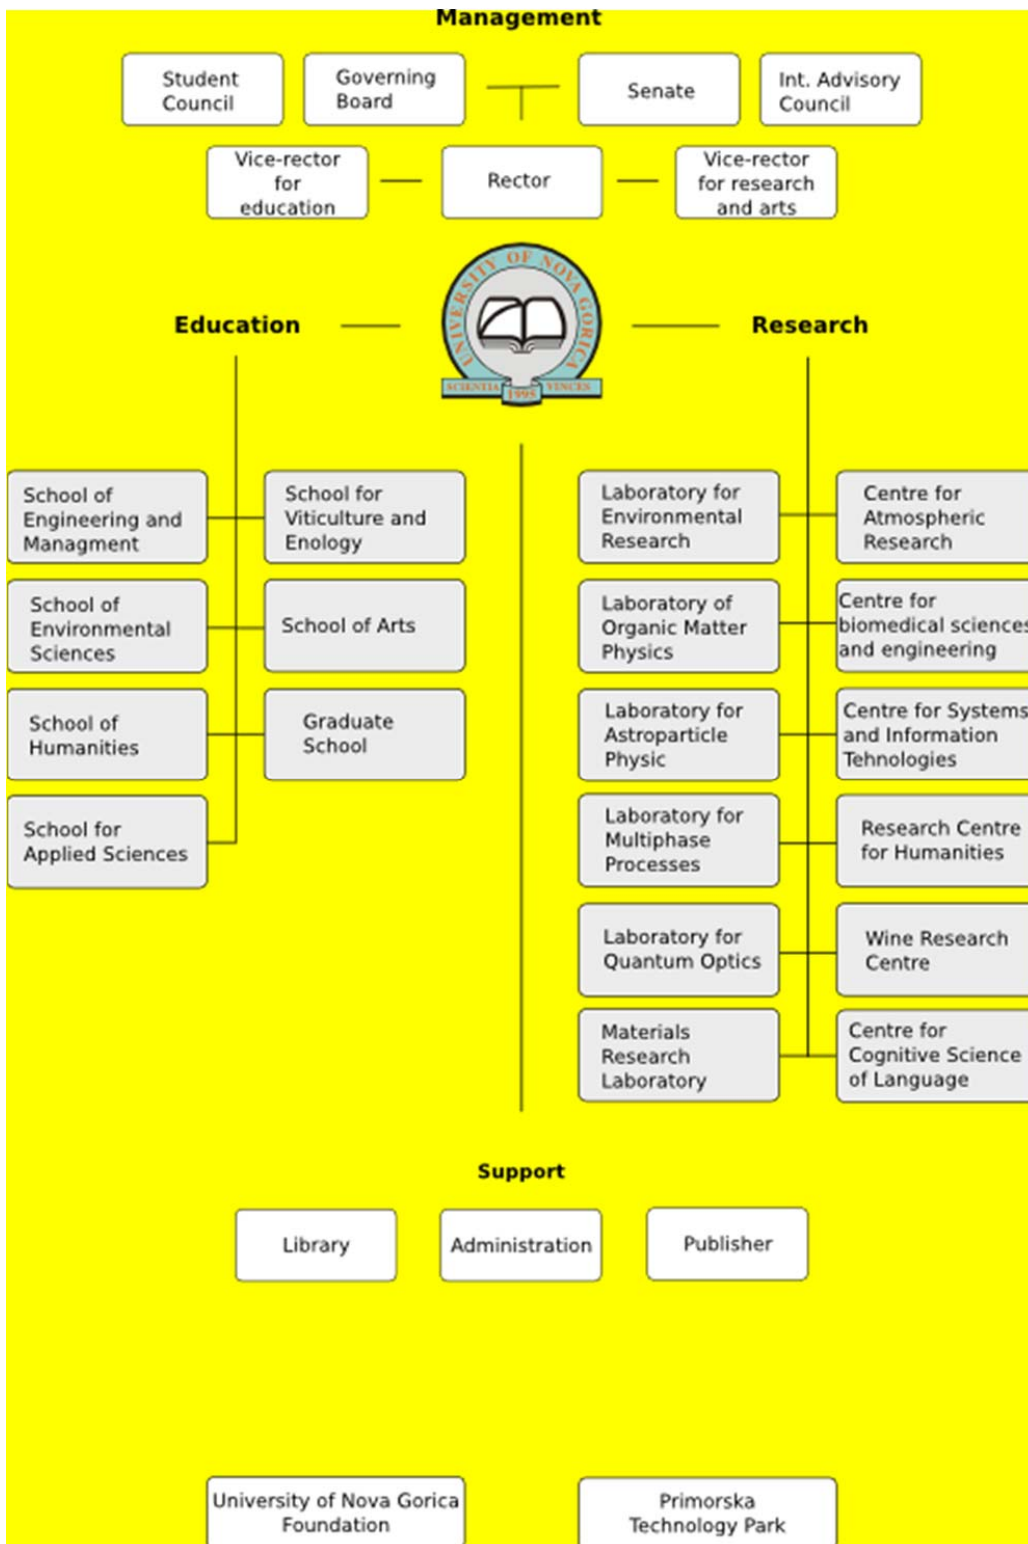 Management
Student
Council
Governing
Board
Senate
Int. Advisory
Council
Vice-rector
for
education
Rector
Vice-rector
for research
and arts
UNIVERSITY OF NOVA GORICA
SCIENTIA
1995
VINCES
Education
Research
School of
Engineering and
Managment
School for
Viticulture and
Enology
Laboratory for
Environmental
Research
Centre for
Atmospheric
Research
School of
Environmental
Sciences
School of Arts
Laboratory of
Organic Matter
Physics
Centre for
biomedical sciences
and engineering
School of
Humanities
Graduate
School
Laboratory for
Astroparticle
Physic
Centre for Systems
and Information
Tehnologies
School for
Applied Sciences
Laboratory for
Multiphase
Processes
Research Centre
for Humanities
Laboratory for
Quantum Optics
Wine Research
Centre
Materials
Research
Laboratory
Centre for
Cognitive Science
of Language
Support
Library
Administration
Publisher
University of Nova Gorica
Foundation
Primorska
Technology Park